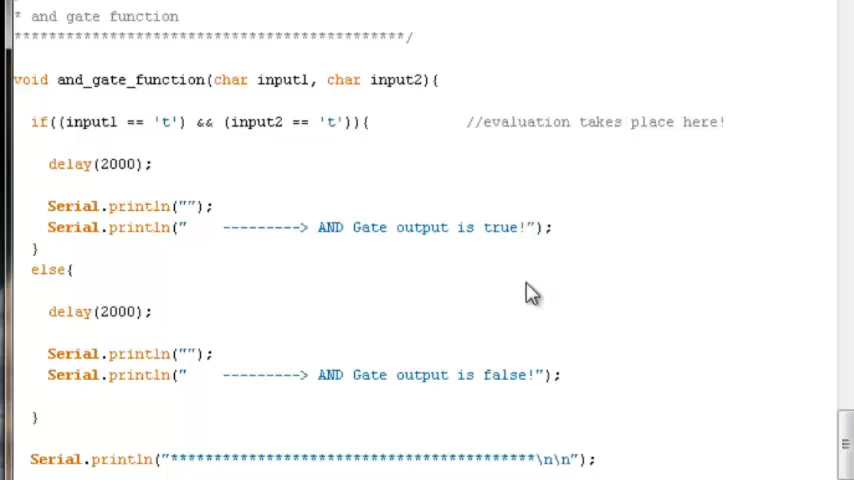 * and gate function
*********************************************/
void and_gate_function(char input1, char input2){
if((input1 == 't') && (input2 == 't')){ //evaluation takes place here!
delay(2000);
Serial.println("");
Serial.println(" ---------> AND Gate output is true!");
}
else{
delay(2000);
Serial.println("");
Serial.println(" ---------> AND Gate output is false!");
}
Serial.println("******************************************\n\n");